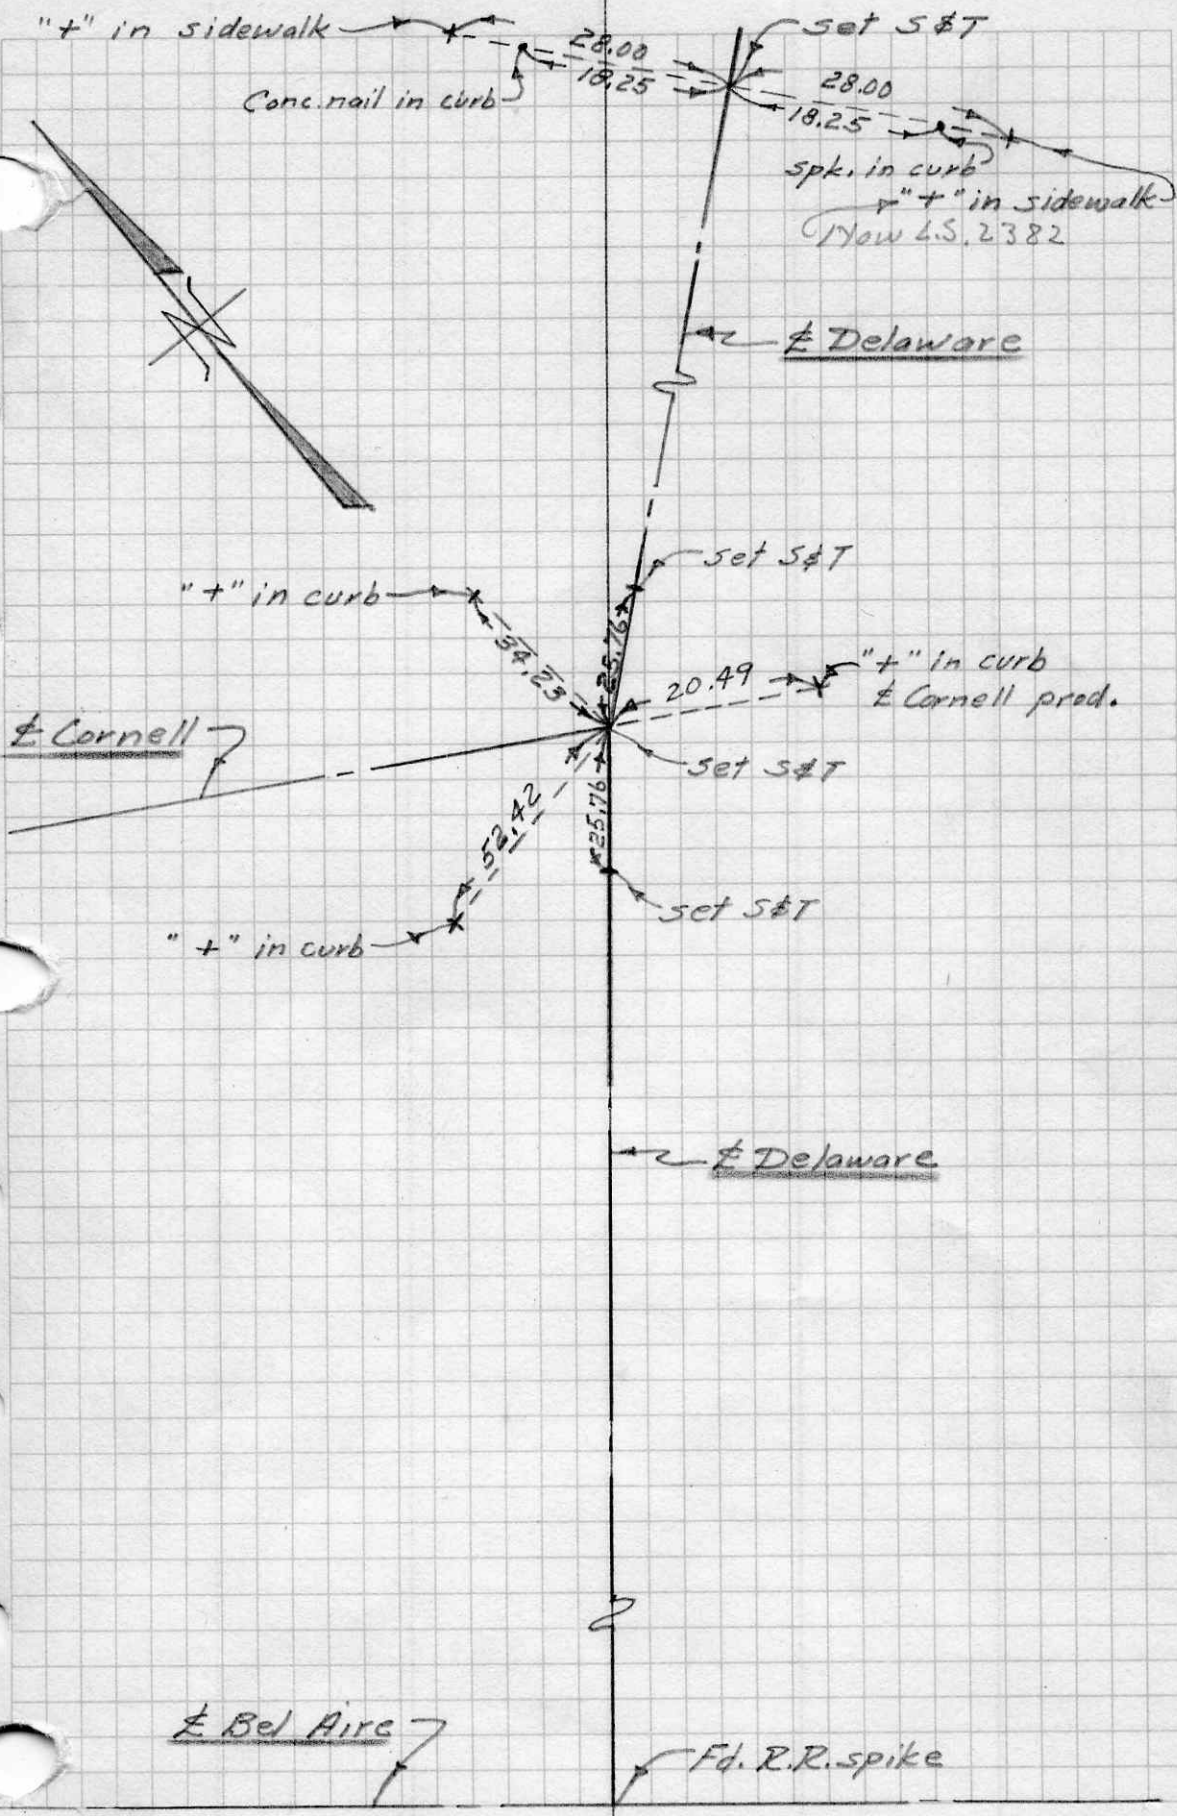 "+" in sidewalk
set S&T
28.00
18.25
28.00
18.25
Conc. nail in curb
spk. in curb
"+" in sidewalk
Now L.S. 2382
N
℄ Delaware
set S&T
"+" in curb
25.76
34.23
20.49
"+" in curb
℄ Cornell prod.
℄ Cornell
set S&T
25.76
52.42
set S&T
"+" in curb
℄ Delaware
℄ Bel Aire
Fd. R.R. spike